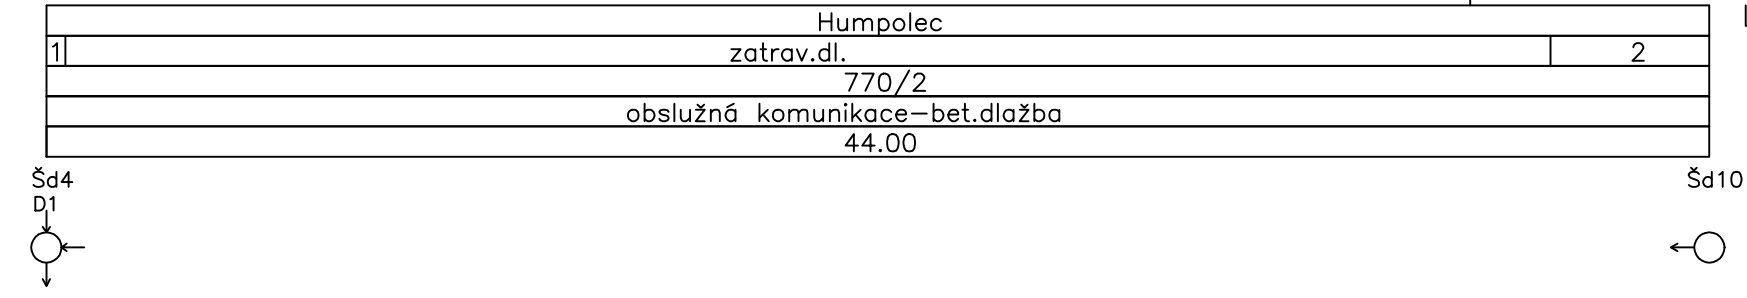 Humpolec
1 zatrav.dl. 2
770/2
obslužná komunikace-bet.dlažba
44.00
Šd4 Šd10
D1